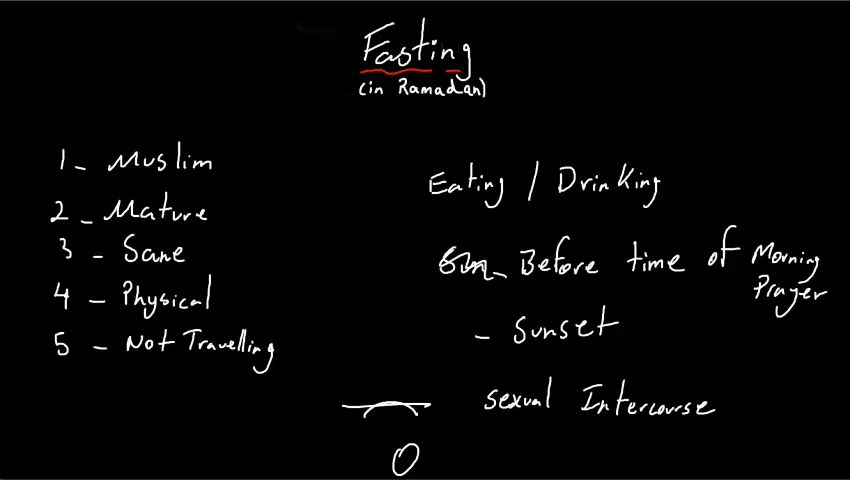 Fasting
(in Ramadan)
1- Muslim
2- Mature
3- Sane
4- Physical
5- Not Travelling
Eating / Drinking
- Before time of Morning
Prayer
- Sunset
Sexual Intercourse